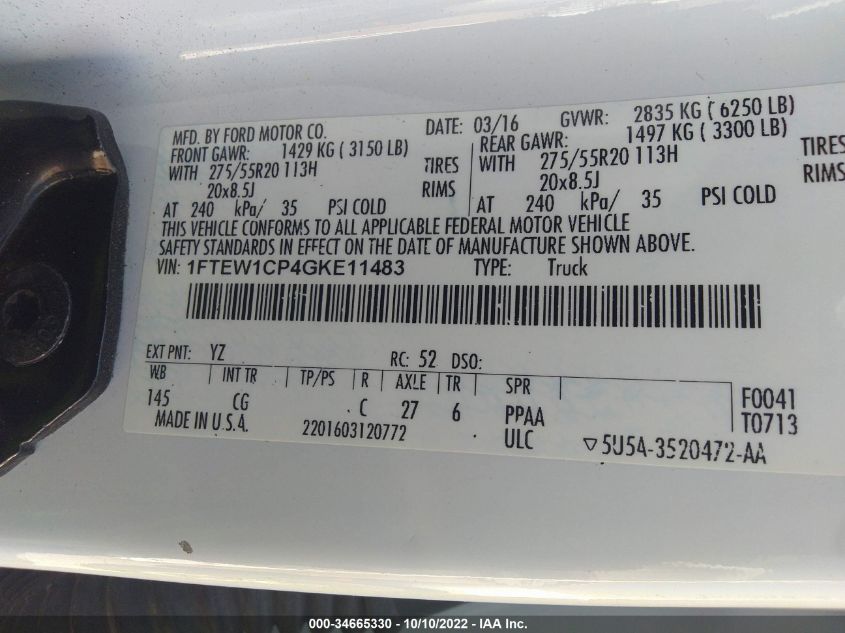 MFD. BY FORD MOTOR CO. DATE: 03/16 GVWR: 2835 KG ( 6250 LB)
FRONT GAWR: 1429 KG ( 3150 LB) REAR GAWR: 1497 KG ( 3300 LB)
WITH 275/55R20 113H TIRES WITH 275/55R20 113H TIRES
20x8.5J RIMS 20x8.5J RIMS
AT 240 kPa/ 35 PSI COLD AT 240 kPa/ 35 PSI COLD
THIS VEHICLE CONFORMS TO ALL APPLICABLE FEDERAL MOTOR VEHICLE
SAFETY STANDARDS IN EFFECT ON THE DATE OF MANUFACTURE SHOWN ABOVE.
VIN: 1FTEW1CP4GKE11483 TYPE: Truck
EXT PNT: YZ RC: 52 DSO:
WB INT TR TP/PS R AXLE TR SPR
145 CG C 27 6 PPAA F0041
MADE IN U.S.A. 2201603120772 ULC T0713
▽5U5A-3520472-AA
000-34665330 - 10/10/2022 - IAA Inc.